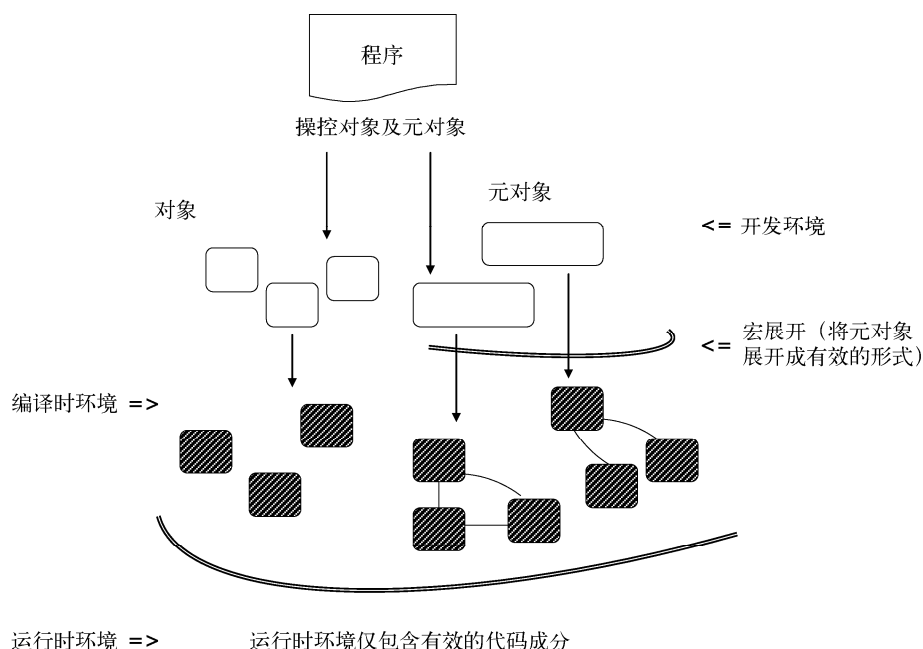 程序
操控对象及元对象
元对象
对象
<= 开发环境
宏展开（将元对象
<= 展开成有效的形式）
编译时环境 =>
运行时环境 => 运行时环境仅包含有效的代码成分